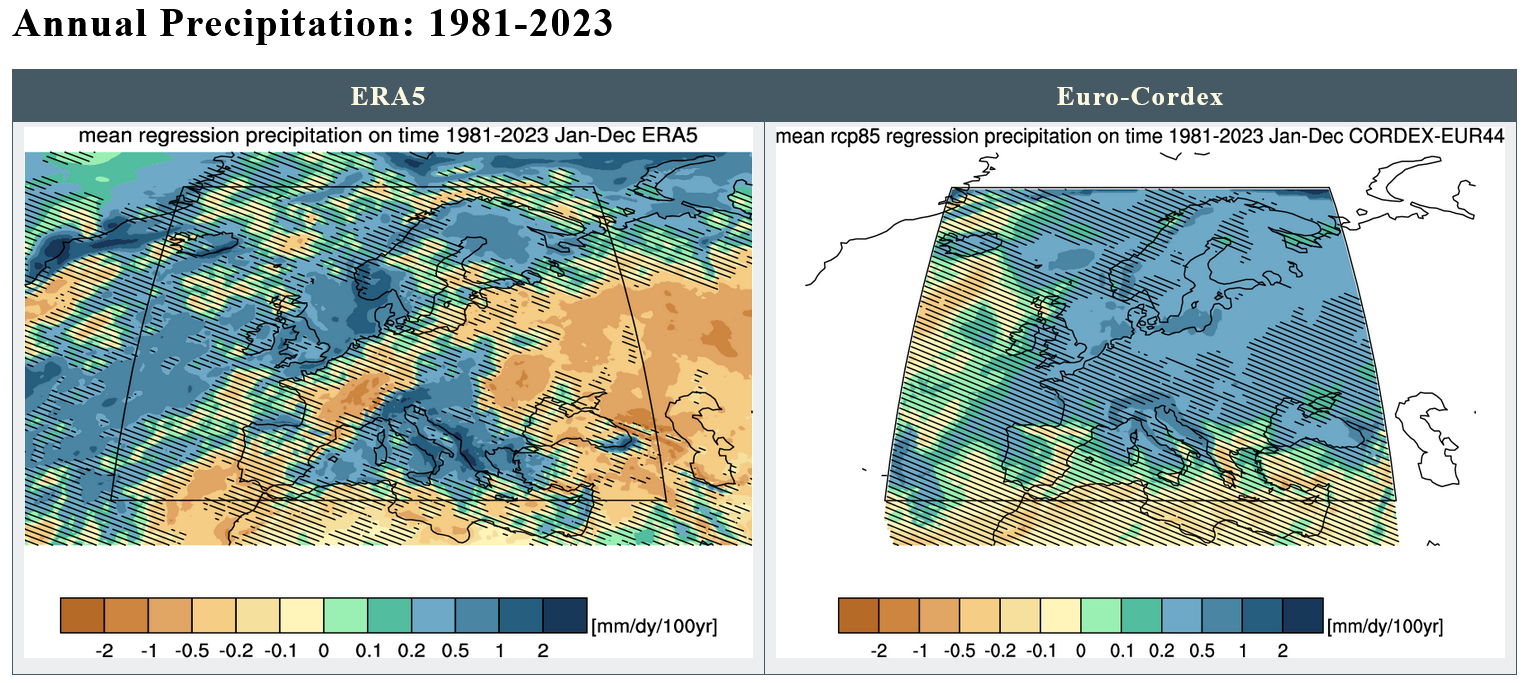 Annual Precipitation: 1981-2023
ERA5
Euro-Cordex
mean regression precipitation on time 1981-2023 Jan-Dec ERA5
mean rcp85 regression precipitation on time 1981-2023 Jan-Dec CORDEX-EUR44
[mm/dy/100yr]
-2 -1 -0.5 -0.2 -0.1 0 0.1 0.2 0.5 1 2
[mm/dy/100yr]
-2 -1 -0.5 -0.2 -0.1 0 0.1 0.2 0.5 1 2